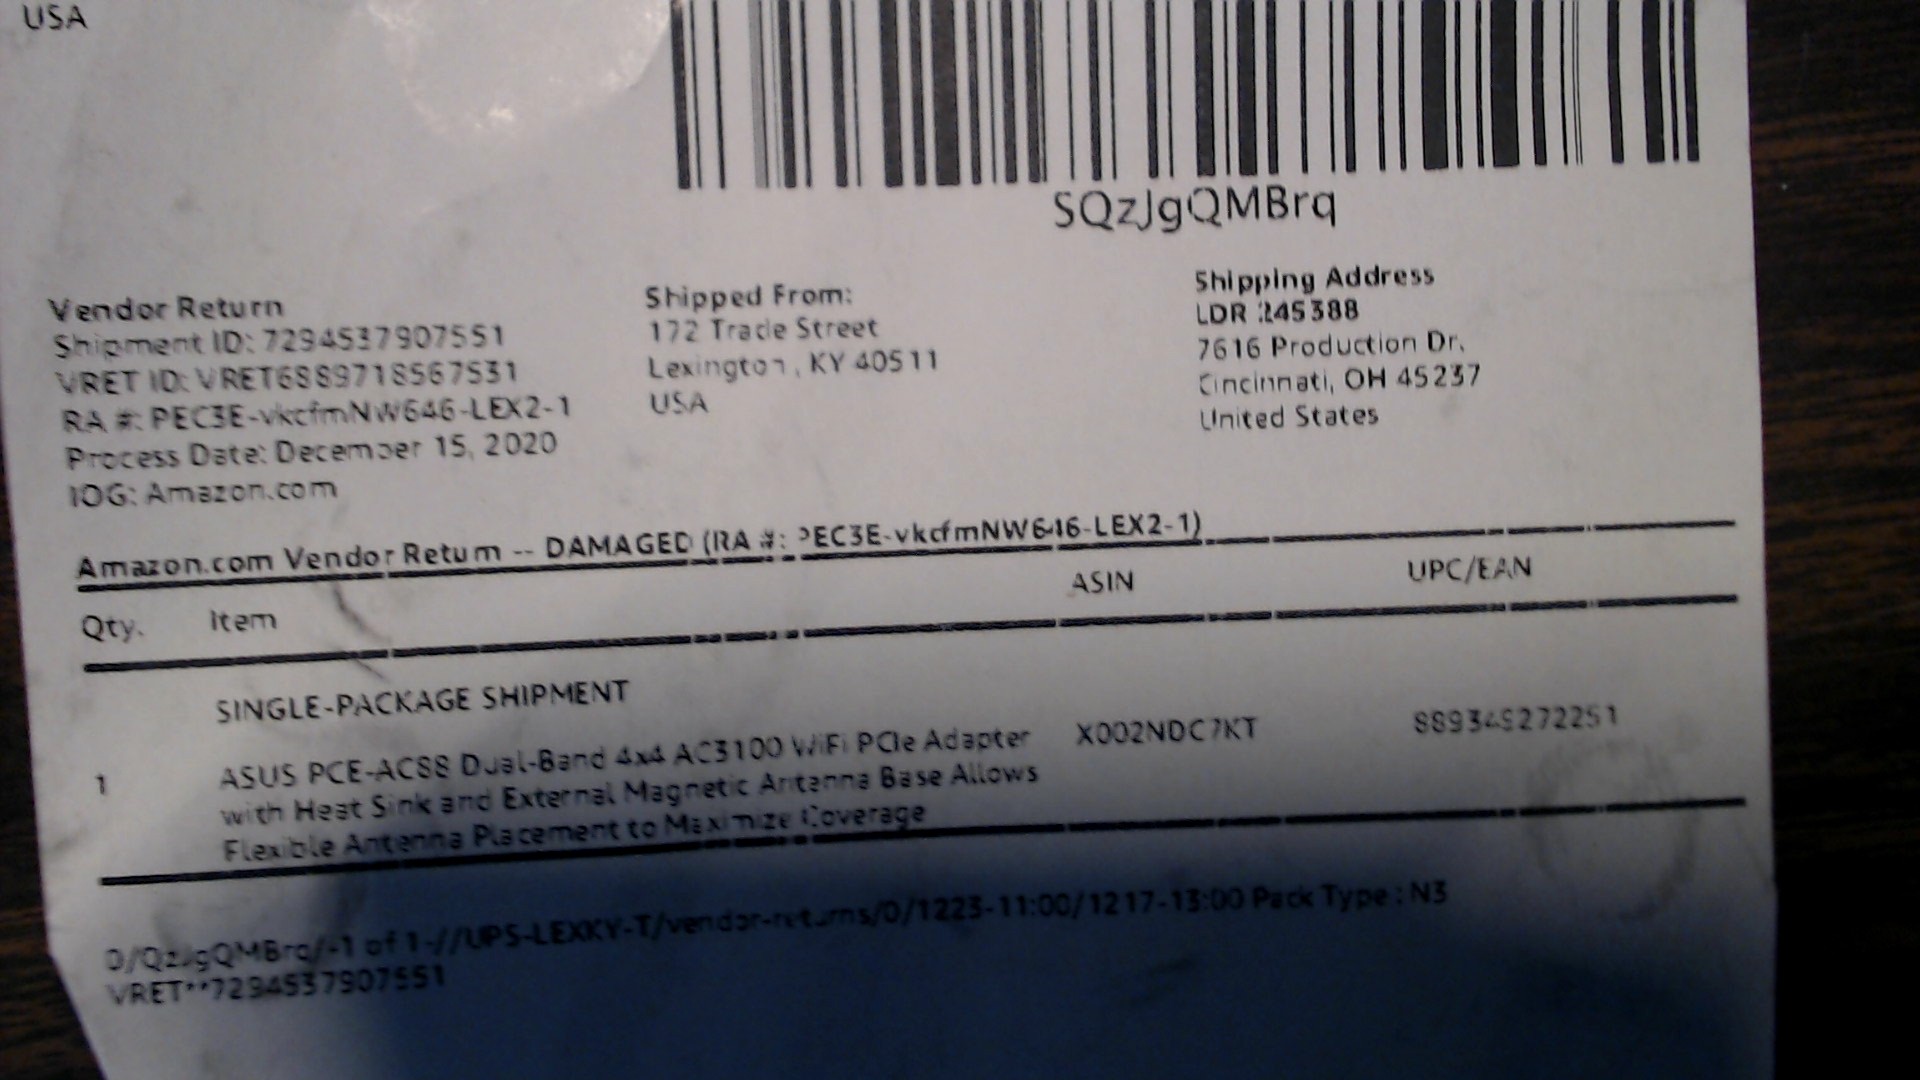 USA
SQzJgQMBrq
Vendor Return
Shipment ID: 7294537907551
VRET ID: VRET6889718567531
RA #: PEC3E-vkcfmNW646-LEX2-1
Process Date: December 15, 2020
IOG: Amazon.com
Shipped From:
172 Trade Street
Lexington, KY 40511
USA
Shipping Address
LDR 245388
7616 Production Dr.
Cincinnati, OH 45237
United States
Amazon.com Vendor Return -- DAMAGED (RA #: PEC3E-vkcfmNW646-LEX2-1)
Qty. Item ASIN UPC/EAN
SINGLE-PACKAGE SHIPMENT
1 ASUS PCE-AC88 Dual-Band 4x4 AC3100 WiFi PCIe Adapter X002NDC7KT 889349272251
with Heat Sink and External Magnetic Antenna Base Allows
Flexible Antenna Placement to Maximize Coverage
0/QzJgQMBrq/-1 of 1-//UPS-LEXKY-T/vendor-returns/0/1223-11:00/1217-13:00 Pack Type : N3
VRET**7294537907551